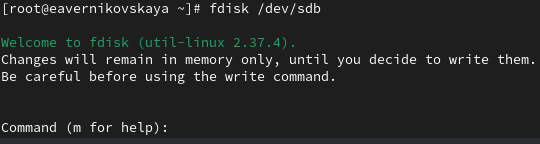 [root@eavernikovskaya ~]# fdisk /dev/sdb
Welcome to fdisk (util-linux 2.37.4).
Changes will remain in memory only, until you decide to write them.
Be careful before using the write command.
Command (m for help):